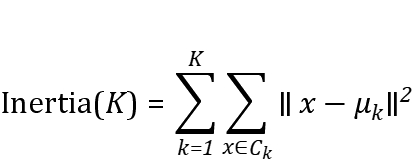 Inertia(K) = ∑_{k=1}^{K} ∑_{x∈C_k} ‖ x − μ_k‖²